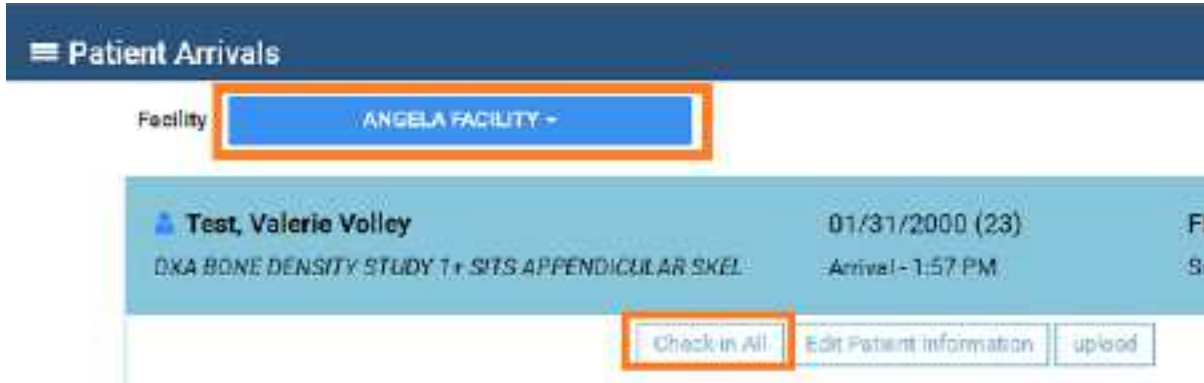 Patient Arrivals
Facility ANGELA FACILITY
Test, Valerie Volley 01/31/2000 (23) F
DXA BONE DENSITY STUDY 1+ SITS APPENDICULAR SKEL Arrival - 1:57 PM S
Check in All Edit Patient Information upload